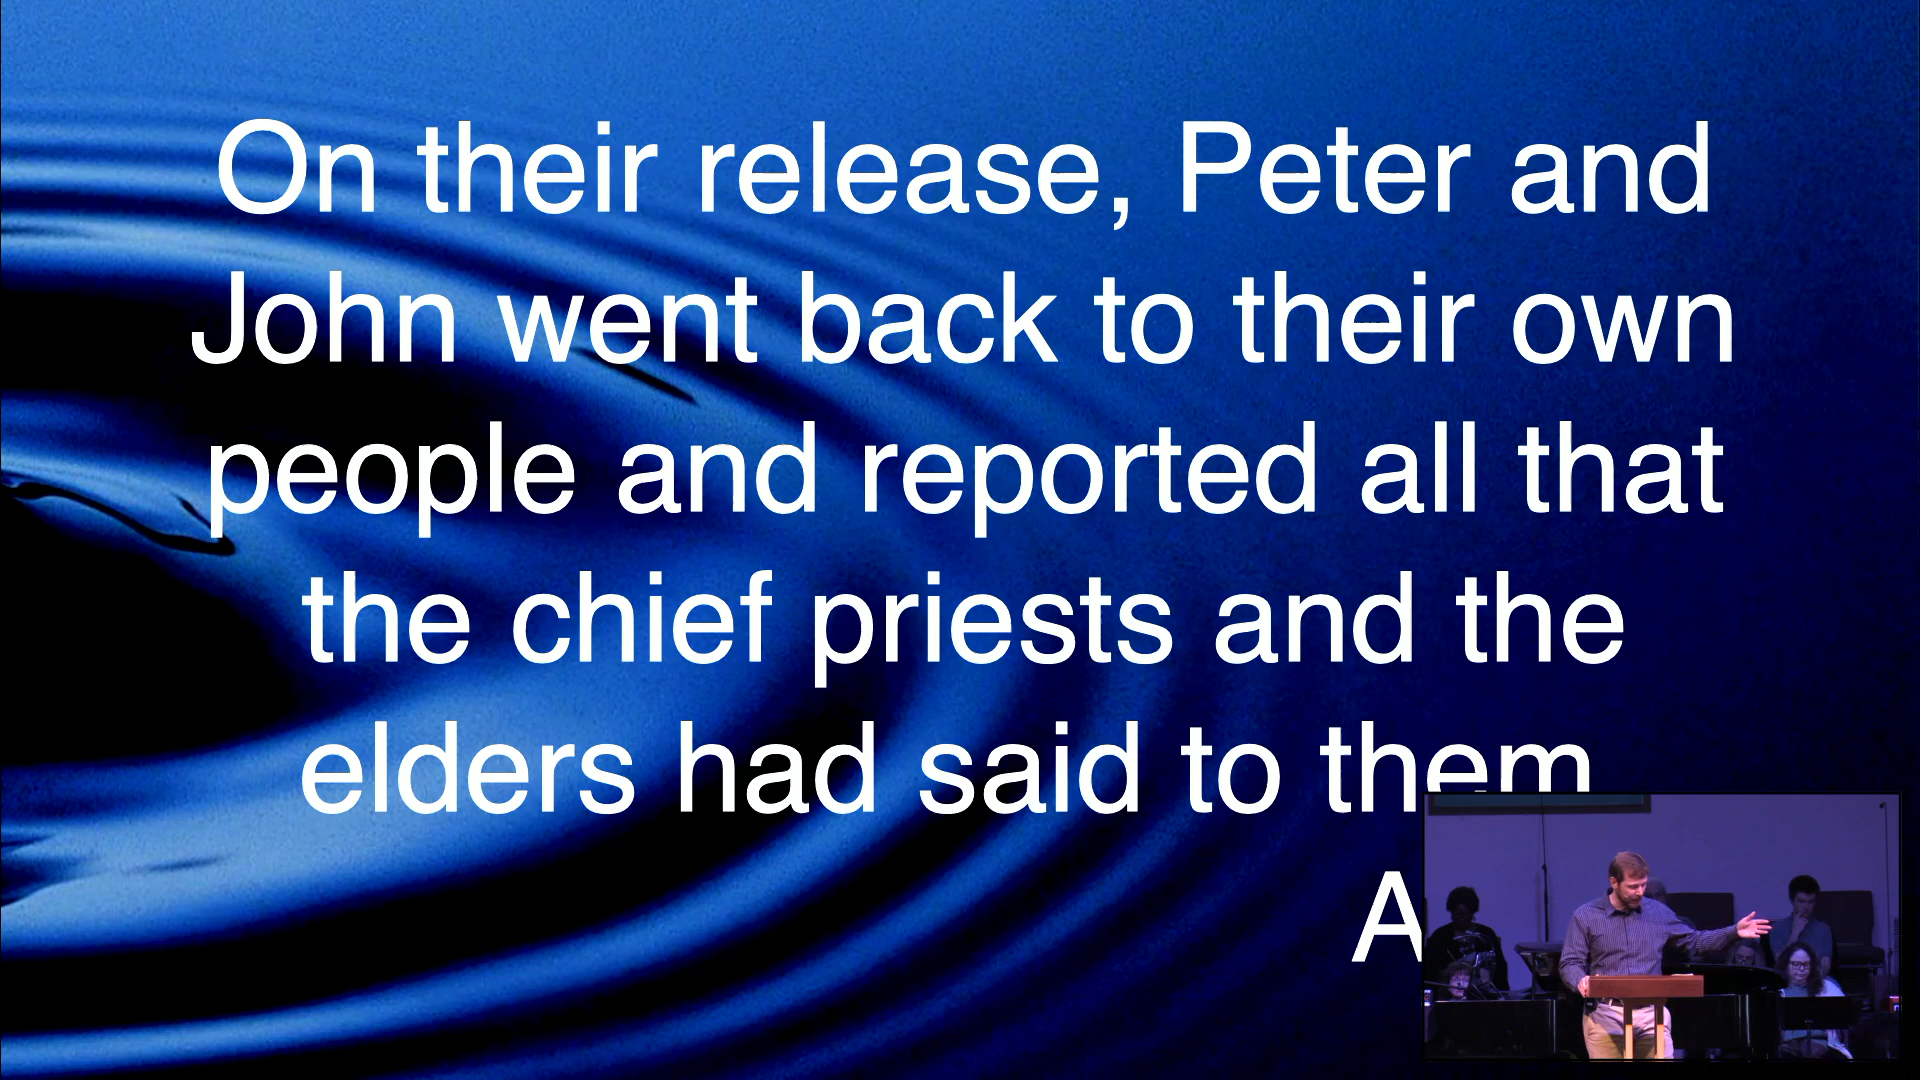 On their release, Peter and
John went back to their own
people and reported all that
the chief priests and the
elders had said to them
A